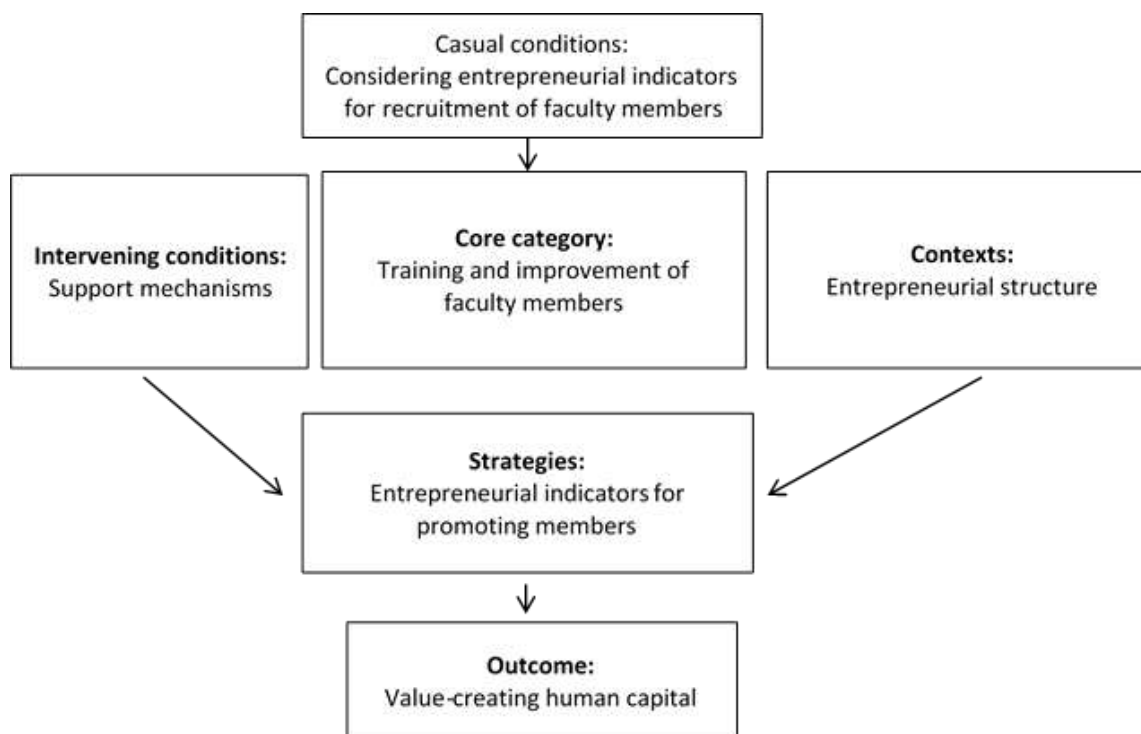 Casual conditions:
Considering entrepreneurial indicators
for recruitment of faculty members
Intervening conditions:
Support mechanisms
Core category:
Training and improvement of
faculty members
Contexts:
Entrepreneurial structure
Strategies:
Entrepreneurial indicators for
promoting members
Outcome:
Value-creating human capital